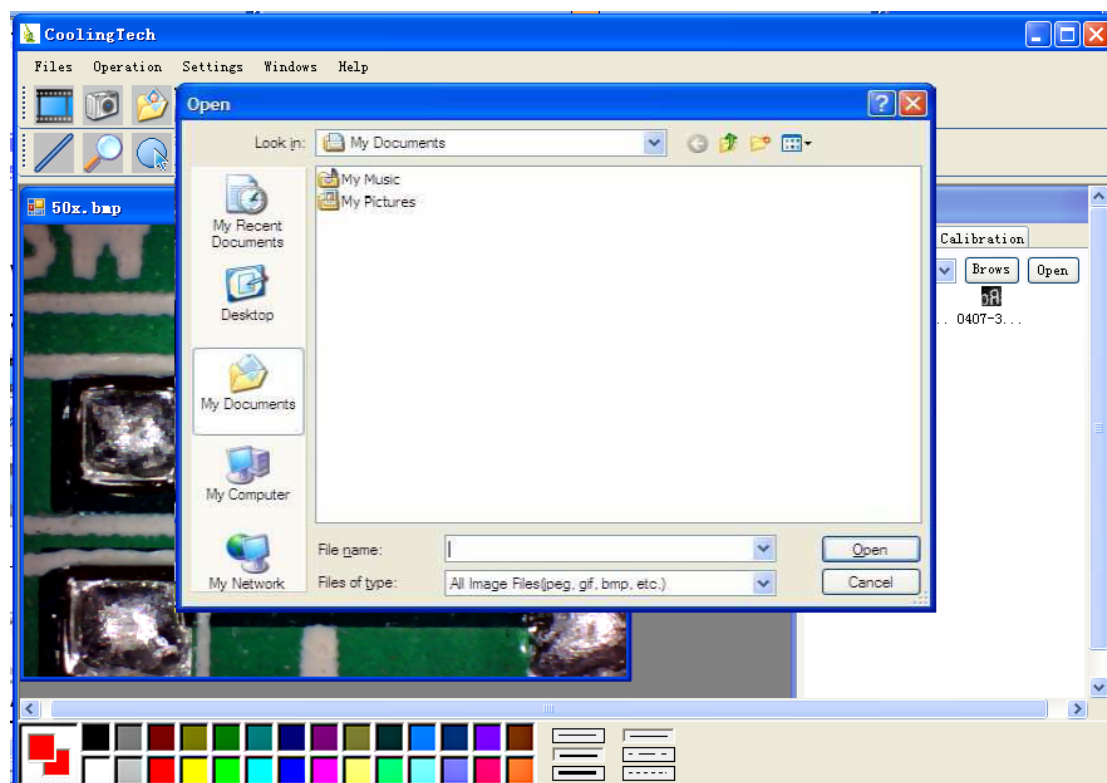 CoolingTech
Files Operation Settings Windows Help
Open
Look in: My Documents
My Music
My Pictures
My Recent Documents
Desktop
My Documents
My Computer
My Network
File name:
Open
Files of type: All Image Files(jpeg, gif, bmp, etc.)
Cancel
50x.bmp
Calibration
Brows Open
.. 0407-3...